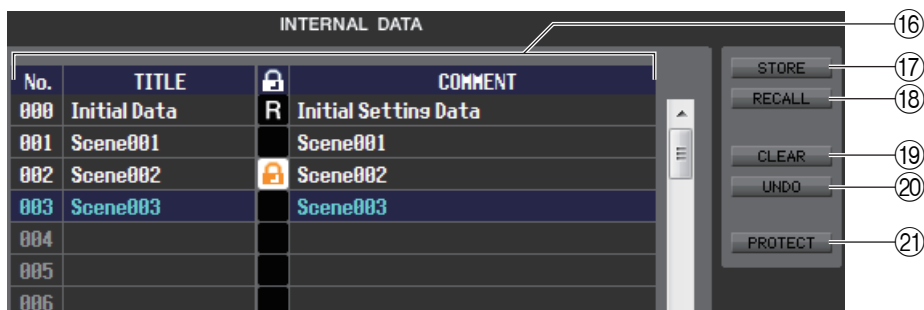 INTERNAL DATA
⑯
No. TITLE COMMENT
000 Initial Data R Initial Setting Data
001 Scene001 Scene001
002 Scene002 Scene002
003 Scene003 Scene003
004
005
006
STORE ⑰
RECALL ⑱
CLEAR ⑲
UNDO ⑳
PROTECT ㉑